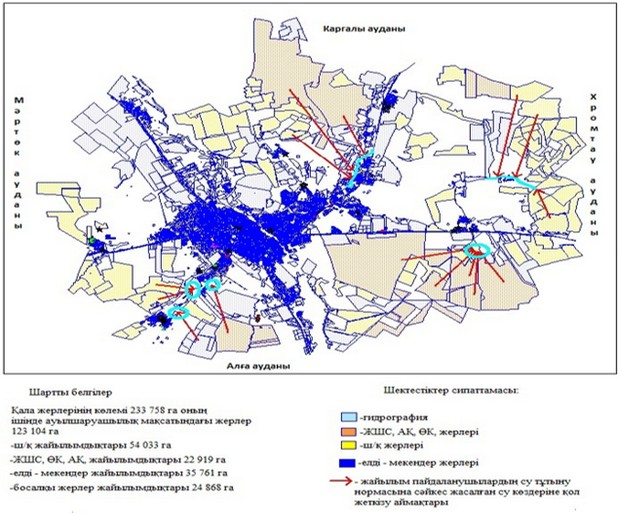 Каргалы ауданы
Мәртөк ауданы
Хромтау ауданы
Алға ауданы
Шартты белгілер
Қала жерлерінің көлемі 233 758 га оның
ішінде ауылшаруашылық мақсатындағы жерлер
123 104 га
-ш/қ жайылымдықтары 54 033 га
-ЖШС, ӨК, АҚ, жайылымдықтары 22 919 га
-елді - мекендер жайылымдықтары 35 761 га
-босалқы жерлер жайылымдықтары 24 868 га
Шектестіктер сипаттамасы:
-гидрография
-ЖШС, АҚ, ӨК, жерлері
-ш/қ жерлері
-елді - мекендер жерлері
- жайылым пайдаланушылардың су тұтыну
нормасына сәйкес жасалған су көздеріне қол
жеткізу аймақтары